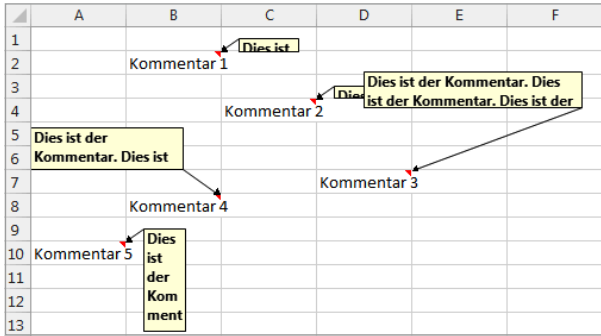 A B C D E F
1 Dies ist
2 Kommentar 1
3 Dies ist der Kommentar. Dies
ist der Kommentar. Dies ist der
4 Kommentar 2
5 Dies ist der
6 Kommentar. Dies ist
7 Kommentar 3
8 Kommentar 4
9 Dies
10 Kommentar 5 ist
11 der
12 Kom
13 ment